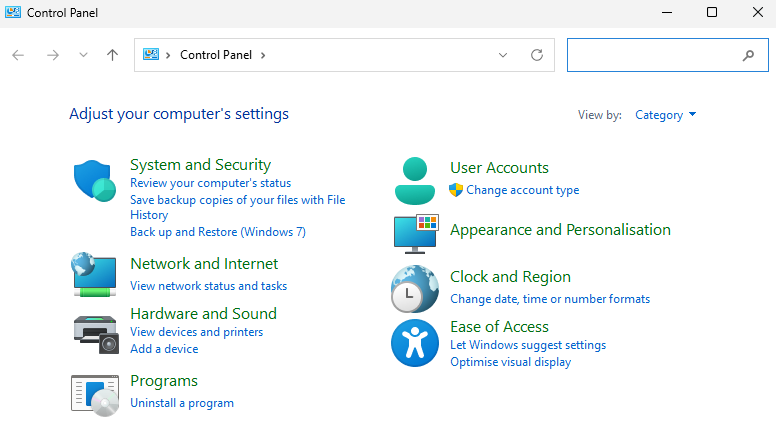 Control Panel
Control Panel
Adjust your computer's settings
View by: Category
System and Security
Review your computer's status
Save backup copies of your files with File
History
Back up and Restore (Windows 7)
Network and Internet
View network status and tasks
Hardware and Sound
View devices and printers
Add a device
Programs
Uninstall a program
User Accounts
Change account type
Appearance and Personalisation
Clock and Region
Change date, time or number formats
Ease of Access
Let Windows suggest settings
Optimise visual display